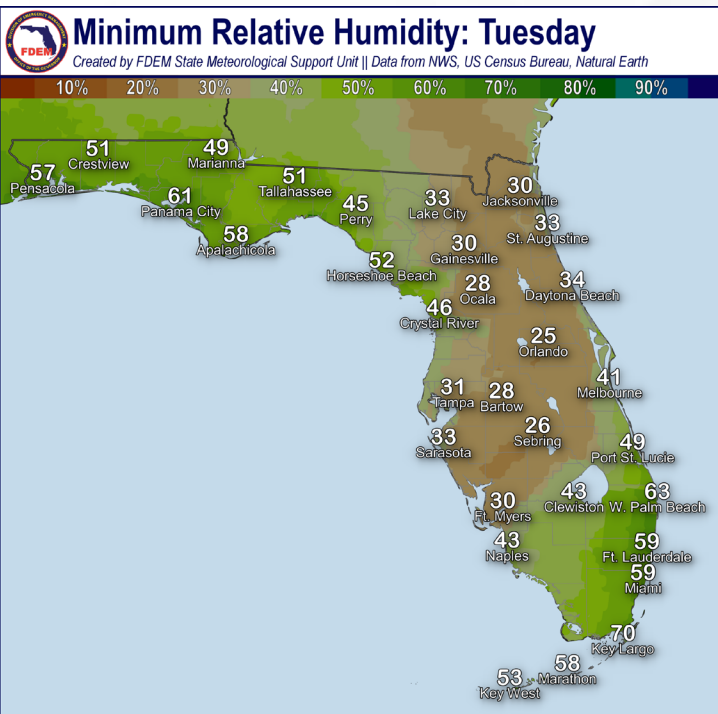 Minimum Relative Humidity: Tuesday
Created by FDEM State Meteorological Support Unit || Data from NWS, US Census Bureau, Natural Earth
FDEM
10% 20% 30% 40% 50% 60% 70% 80% 90%
51
Crestview
49
Marianna
57
Pensacola
61
Panama City
51
Tallahassee
58
Apalachicola
45
Perry
33
Lake City
30
Jacksonville
33
St. Augustine
30
Gainesville
52
Horseshoe Beach
28
Ocala
34
Daytona Beach
46
Crystal River
25
Orlando
31
Tampa
28
Bartow
41
Melbourne
26
Sebring
33
Sarasota
49
Port St. Lucie
30
Ft. Myers
43
Clewiston
63
W. Palm Beach
43
Naples
59
Ft. Lauderdale
59
Miami
70
Key Largo
58
Marathon
53
Key West